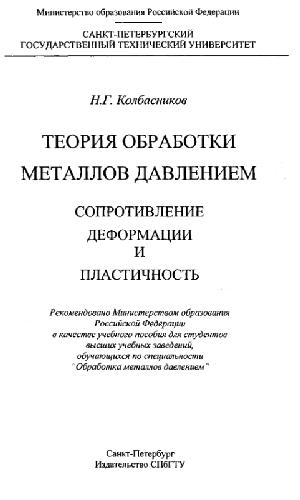 Министерство образования Российской Федерации
САНКТ-ПЕТЕРБУРГСКИЙ
ГОСУДАРСТВЕННЫЙ ТЕХНИЧЕСКИЙ УНИВЕРСИТЕТ
Н.Г. Колбасников
ТЕОРИЯ ОБРАБОТКИ
МЕТАЛЛОВ ДАВЛЕНИЕМ
СОПРОТИВЛЕНИЕ
ДЕФОРМАЦИИ
И
ПЛАСТИЧНОСТЬ
Рекомендовано Министерством образования
Российской Федерации
в качестве учебного пособия для студентов
высших учебных заведений,
обучающихся по специальности
"Обработка металлов давлением"
Санкт-Петербург
Издательство СПбГТУ